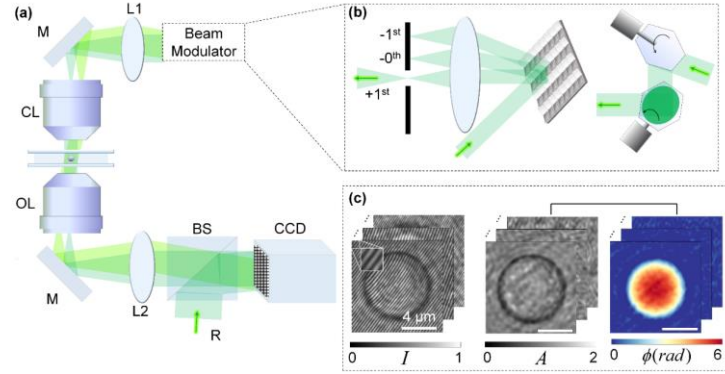 (a)
M
L1
Beam
Modulator
CL
OL
M
L2
BS
CCD
R
(b)
-1st
-0th
+1st
(c)
4 μm
0 I 1
0 A 2
0 ϕ(rad) 6